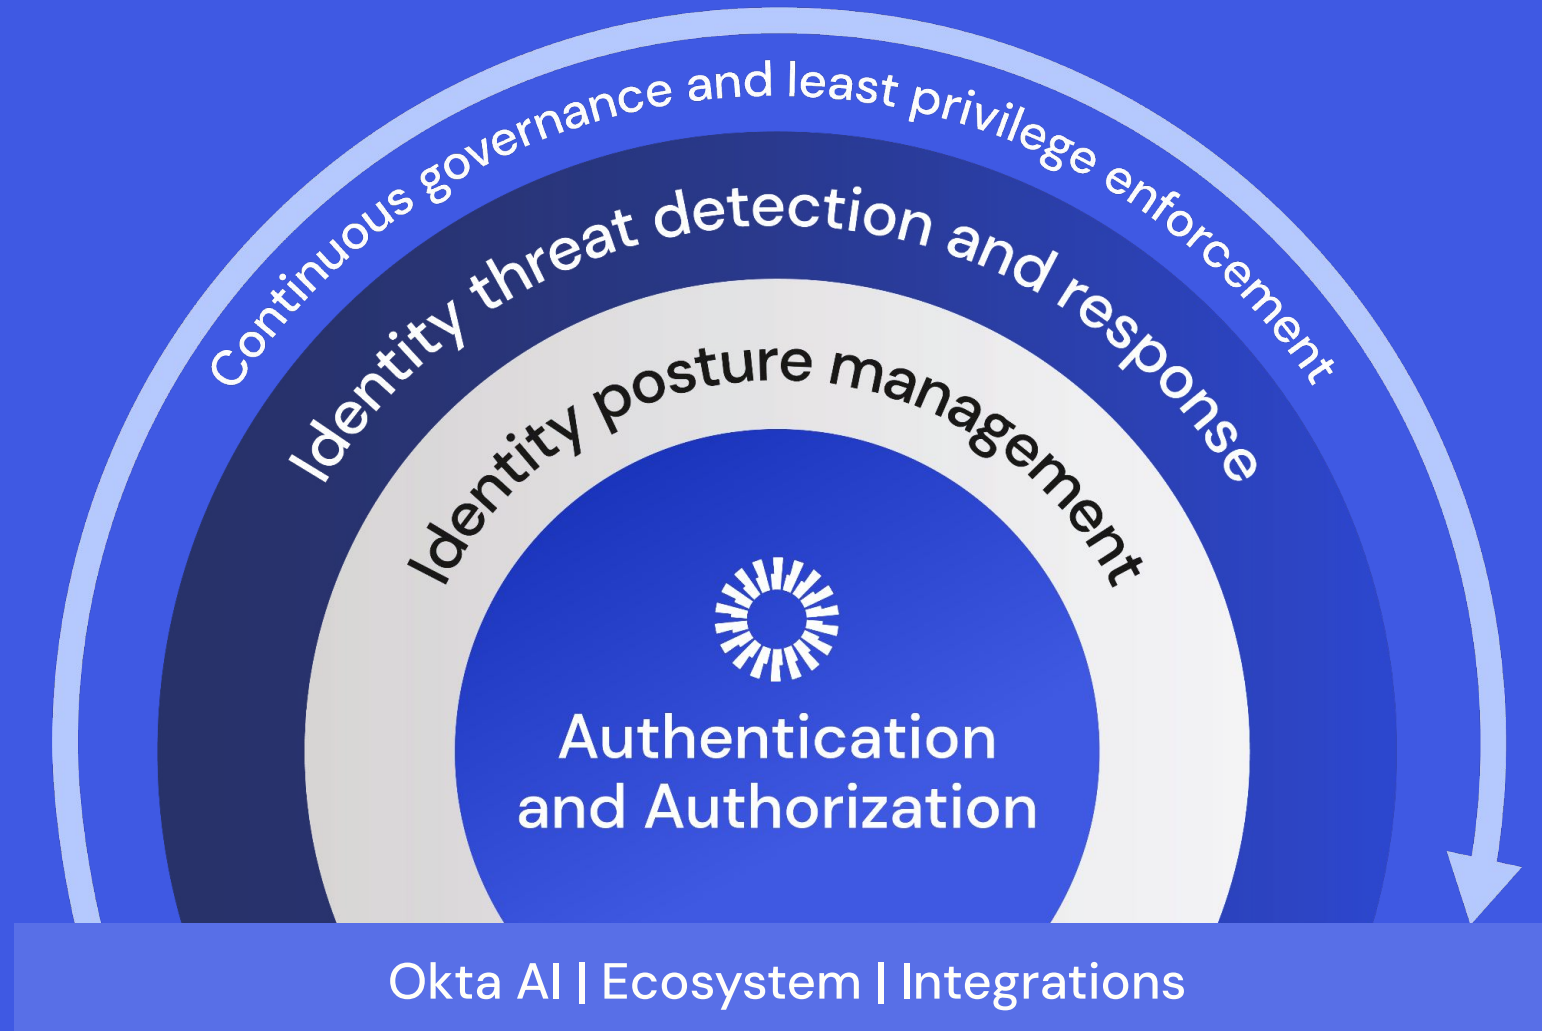 Continuous governance and least privilege enforcement
Identity threat detection and response
Identity posture management
Authentication
and Authorization
Okta AI | Ecosystem | Integrations